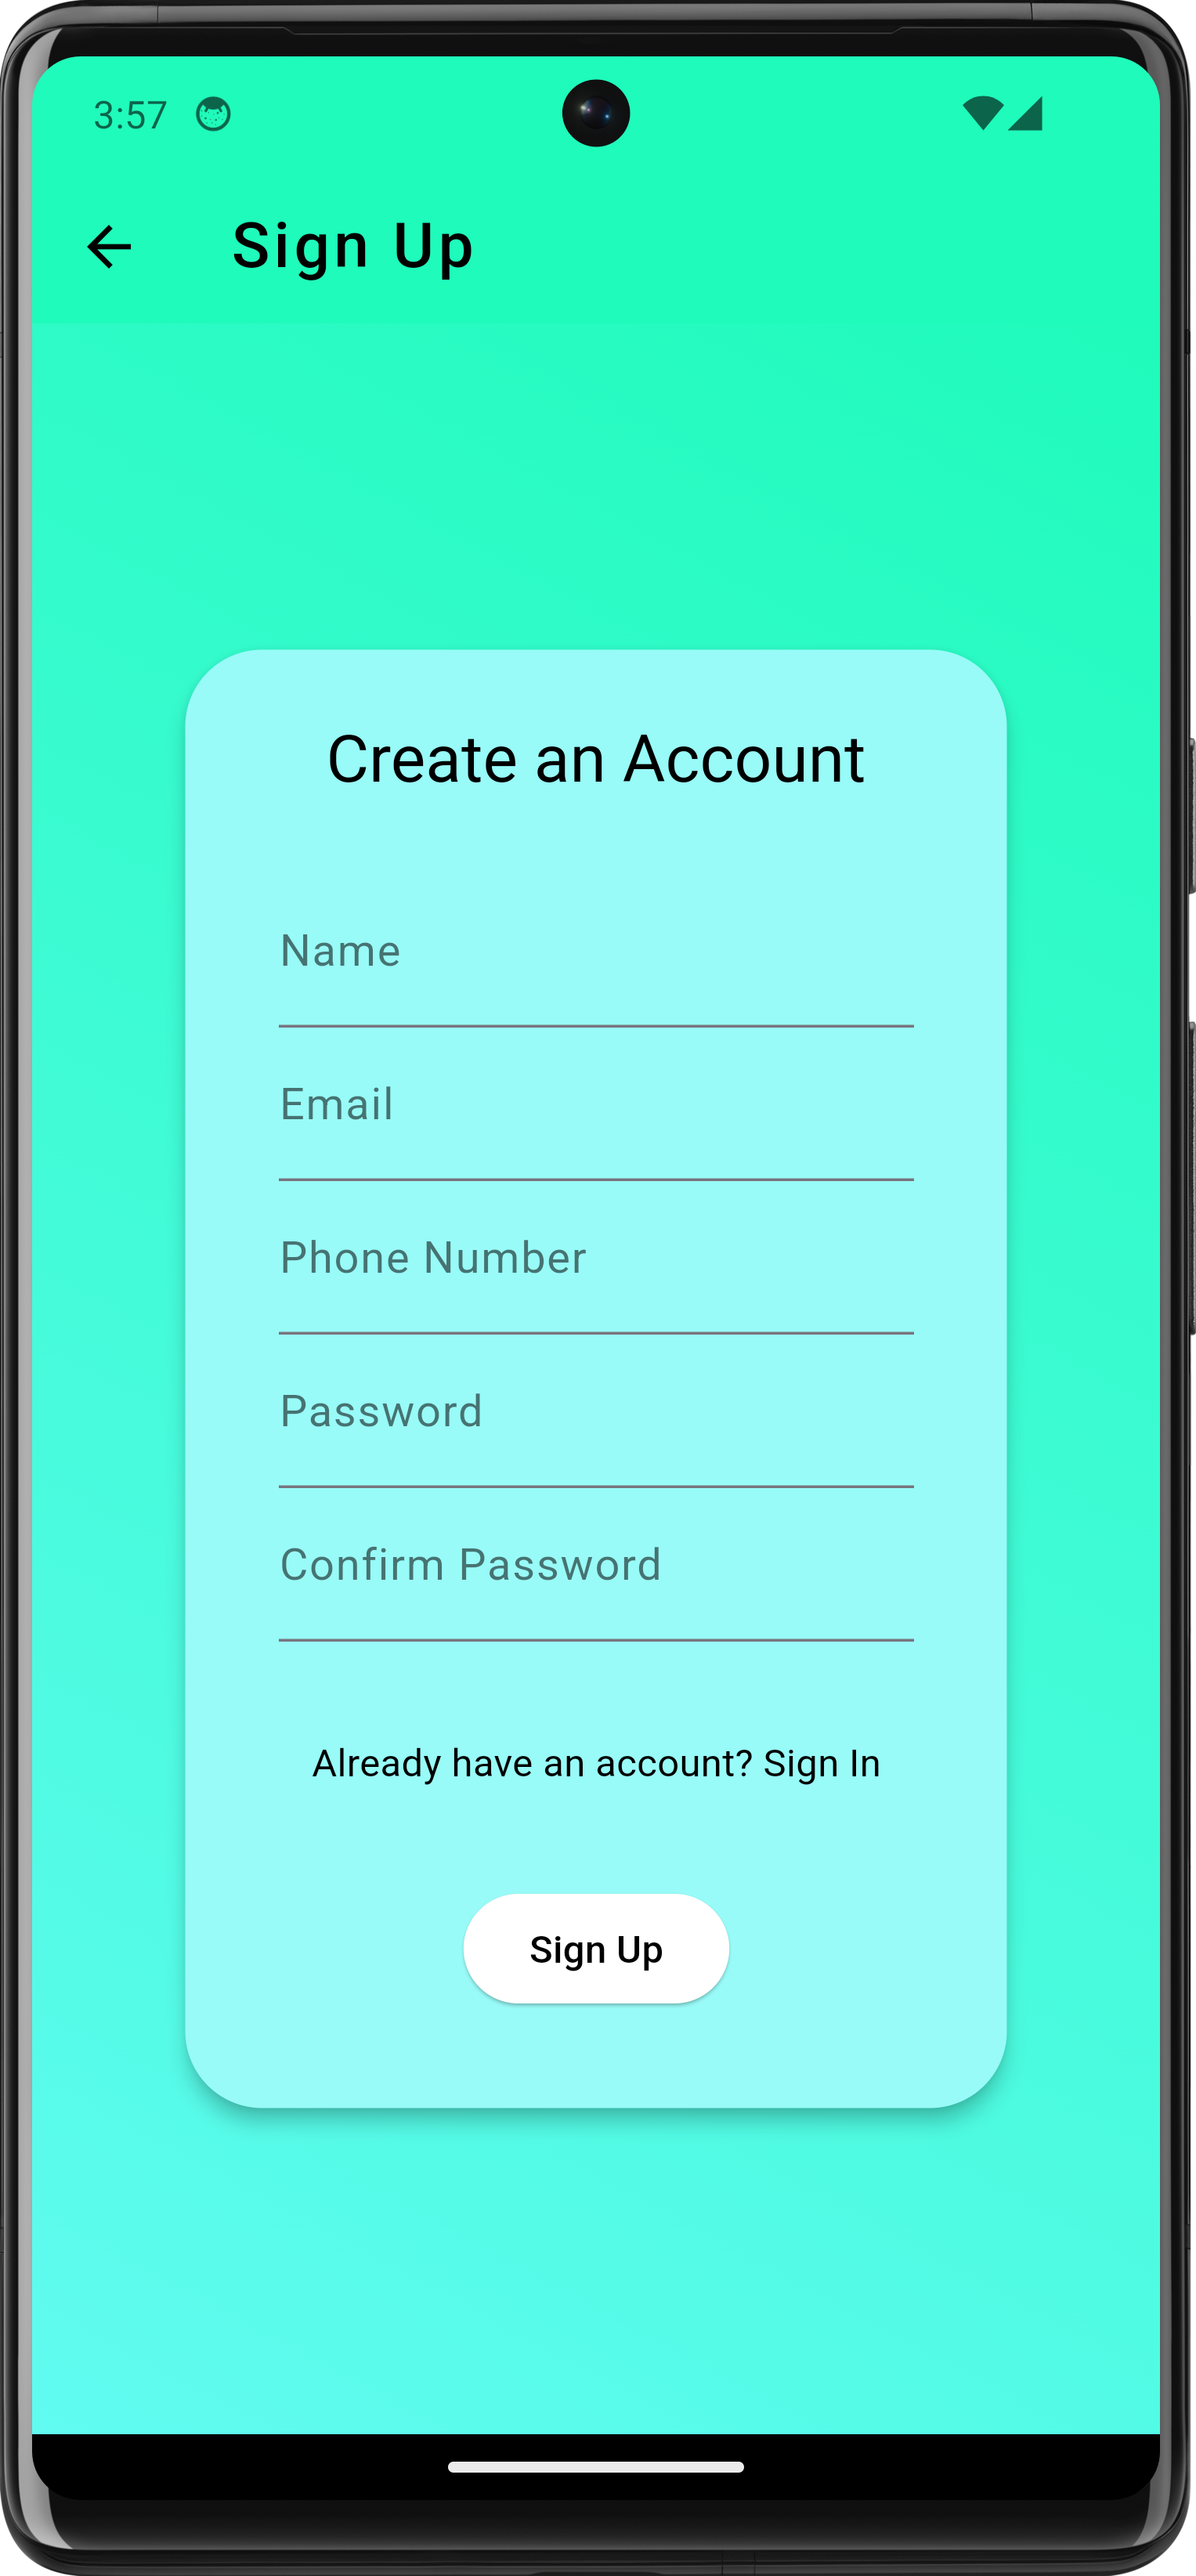 3:57
Sign Up
Create an Account
Name
Email
Phone Number
Password
Confirm Password
Already have an account? Sign In
Sign Up